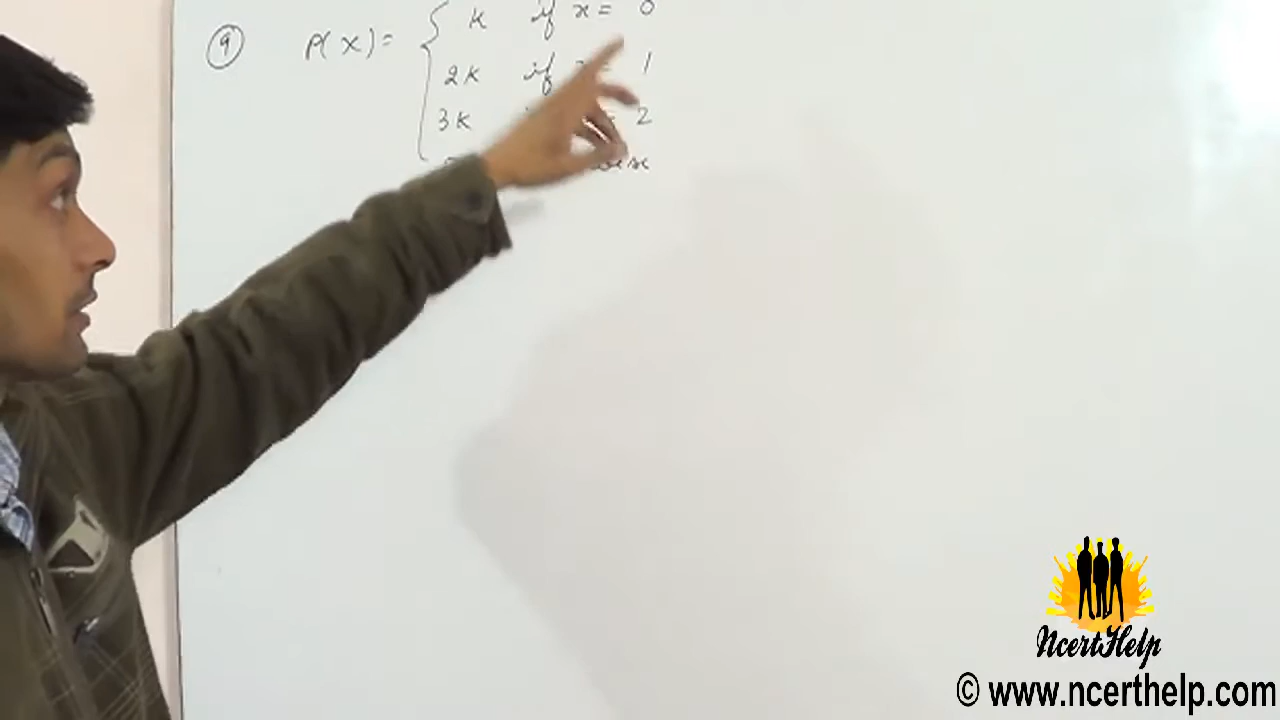 9 P(X)= { k if x = 0
2k if = 1
3k = 2
NcertHelp
© www.ncerthelp.com